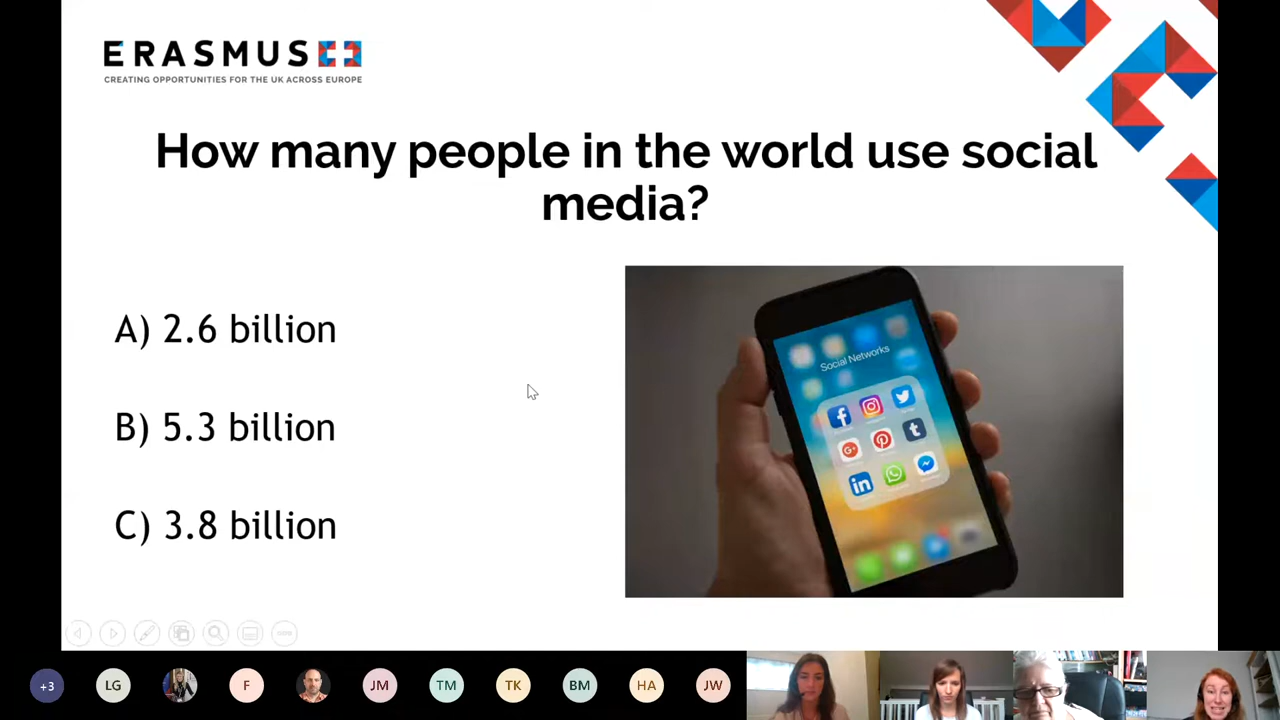 ERASMUS
CREATING OPPORTUNITIES FOR THE UK ACROSS EUROPE
How many people in the world use social
media?
A) 2.6 billion
B) 5.3 billion
C) 3.8 billion
Social Networks
+3
LG
F
JM
TM
TK
BM
HA
JW